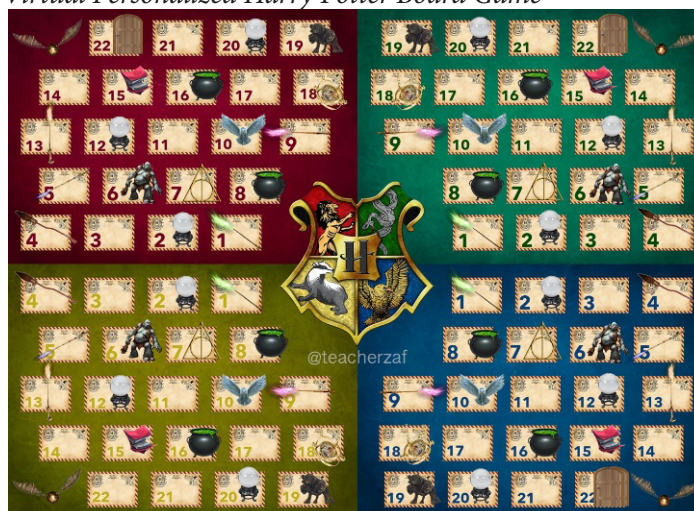 Virtual Personalized Harry Potter Board Game
22 21 20 19
14 15 16 17 18
13 12 11 10 9
5 6 7 8
4 3 2 1
19 20 21 22
18 17 16 15 14
9 10 11 12 13
8 7 6 5
1 2 3 4
H
4 3 2 1
5 6 7 8
13 12 11 10 9
14 15 16 17 18
22 21 20 19
@teacherzaf
1 2 3 4
8 7 6 5
9 10 11 12 13
18 17 16 15 14
19 20 21 22